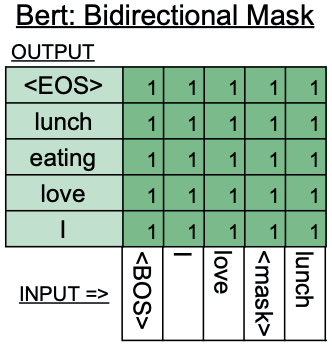 Bert: Bidirectional Mask
OUTPUT
<EOS> 1 1 1 1 1
lunch 1 1 1 1 1
eating 1 1 1 1 1
love 1 1 1 1 1
I 1 1 1 1 1
INPUT => <BOS> I love <mask> lunch